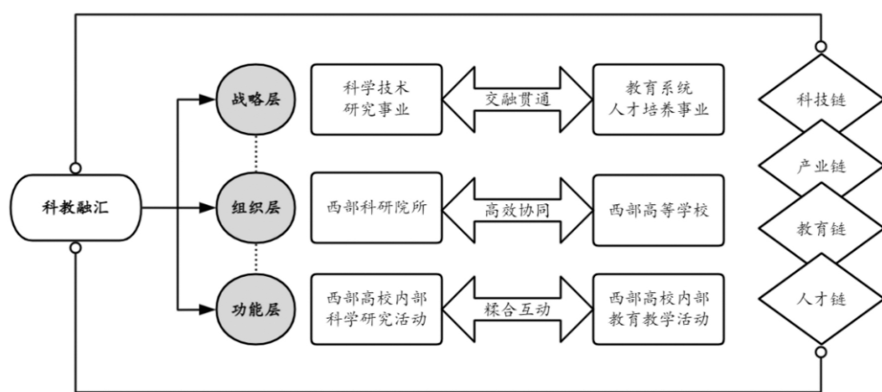 战略层
科学技术
研究事业
交融贯通
教育系统
人才培养事业
科技链
产业链
科教融汇
组织层
西部科研院所
高效协同
西部高等学校
教育链
功能层
西部高校内部
科学研究活动
糅合互动
西部高校内部
教育教学活动
人才链